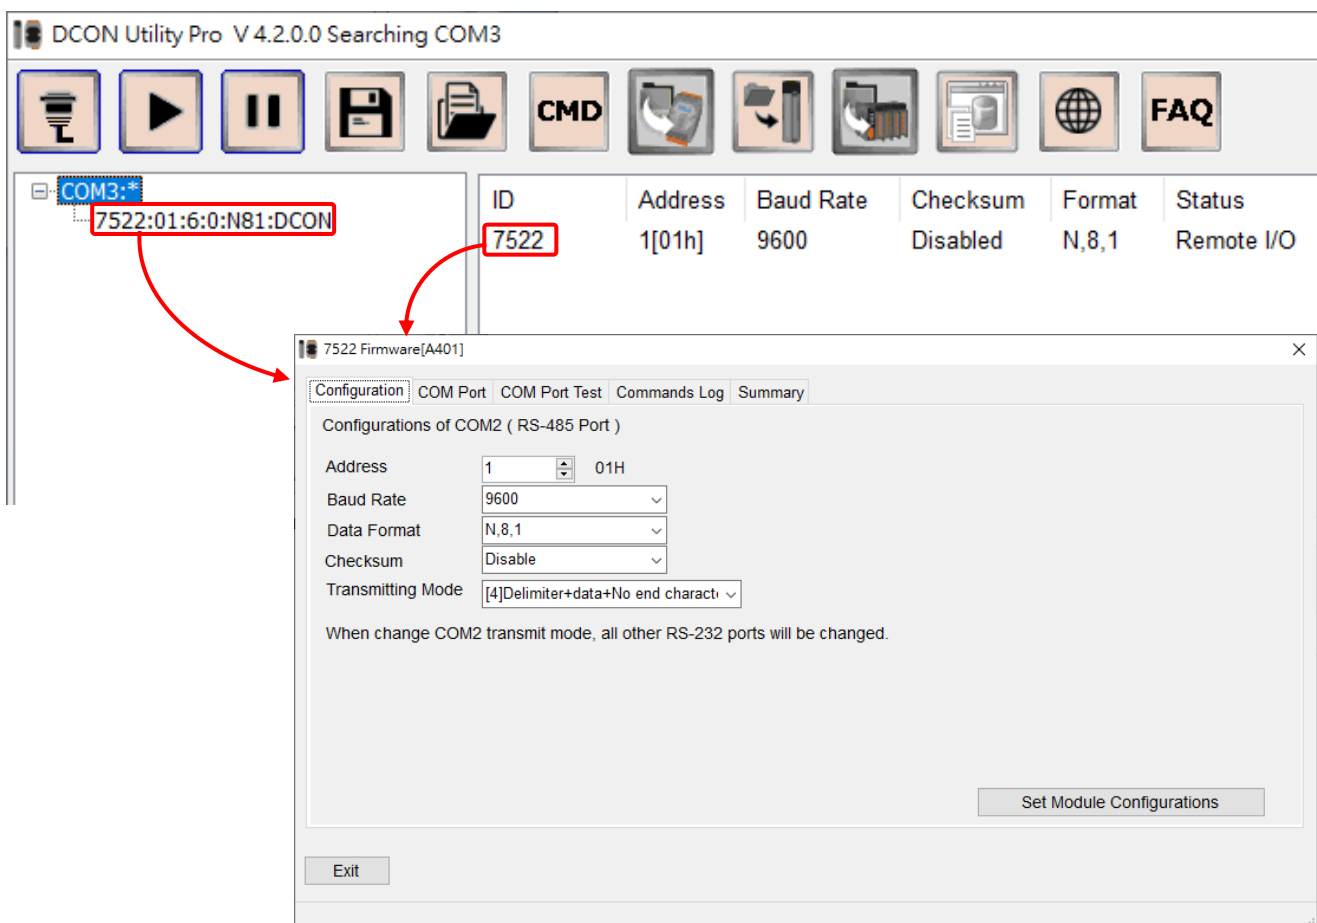 DCON Utility Pro V 4.2.0.0 Searching COM3
CMD
FAQ
COM3:*
7522:01:6:0:N81:DCON
ID Address Baud Rate Checksum Format Status
7522 1[01h] 9600 Disabled N,8,1 Remote I/O
7522 Firmware[A401]
Configuration COM Port COM Port Test Commands Log Summary
Configurations of COM2 ( RS-485 Port )
Address 1 01H
Baud Rate 9600
Data Format N,8,1
Checksum Disable
Transmitting Mode [4]Delimiter+data+No end charact
When change COM2 transmit mode, all other RS-232 ports will be changed.
Set Module Configurations
Exit